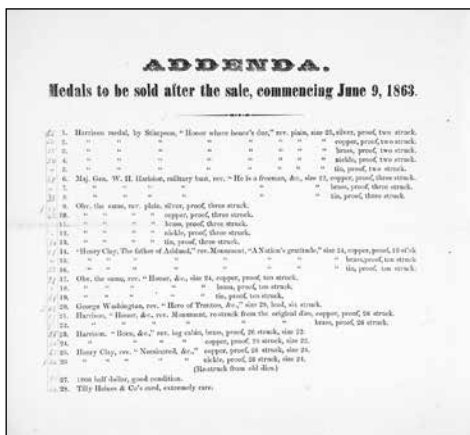 ADDENDA.
Medals to be sold after the sale, commencing June 9, 1863.
1. Harrison medal, by Stimpson, "Honor where honor's due," rev. plain, size 25, silver, proof, two struck.
2. " " " " " " copper, proof, two struck.
3. " " " " " " brass, proof, two struck.
4. " " " " " " nickle, proof, two struck.
5. " " " " " " tin, proof, two struck.
6. Maj. Gen. W. H. Harrison, military bust, rev. "He is a freeman, &c., size 22, copper, proof, three struck.
7. " " " " " brass, proof, three struck.
8. " " " " " tin, proof, three struck.
9. Obv. the same, rev. plain, silver, proof, three struck.
10. " " " " copper, proof, three struck.
11. " " " " brass, proof, three struck.
12. " " " " nickle, proof, three struck.
13. " " " " tin, proof, three struck.
14. "Henry Clay, The father of Ashland," rev. Monument, "A Nation's gratitude," size 24, copper, proof, 10 st'ck
15. " " " " " brass, proof, ten struck.
16. " " " " " tin, proof, ten struck.
17. Obv. the same, rev. "Honor, &c., size 24, copper, proof, ten struck.
18. " " " " brass, proof, ten struck.
19. " " " " tin, proof, ten struck.
20. George Washington, rev. "Hero of Trenton, &c.," size 20, lead, six struck.
21. Harrison, "Honor, &c., rev. Monument, re-struck from the original dies, copper, proof, 26 struck.
22. " " " " " brass, proof, 26 struck.
23. Harrison, "Born, &c.," rev. log cabin, brass, proof, 26 struck, size 22.
24. " " " copper, proof, 26 struck, size 22.
25. Henry Clay, rev. "Nominated, &c.," copper, proof, 26 struck, size 24.
26. " " " nickle, proof, 26 struck, size 24.
(Re-struck from old dies.)
27. half dollar, good condition.
28. Tilly Haines & Co's card, extremely rare.